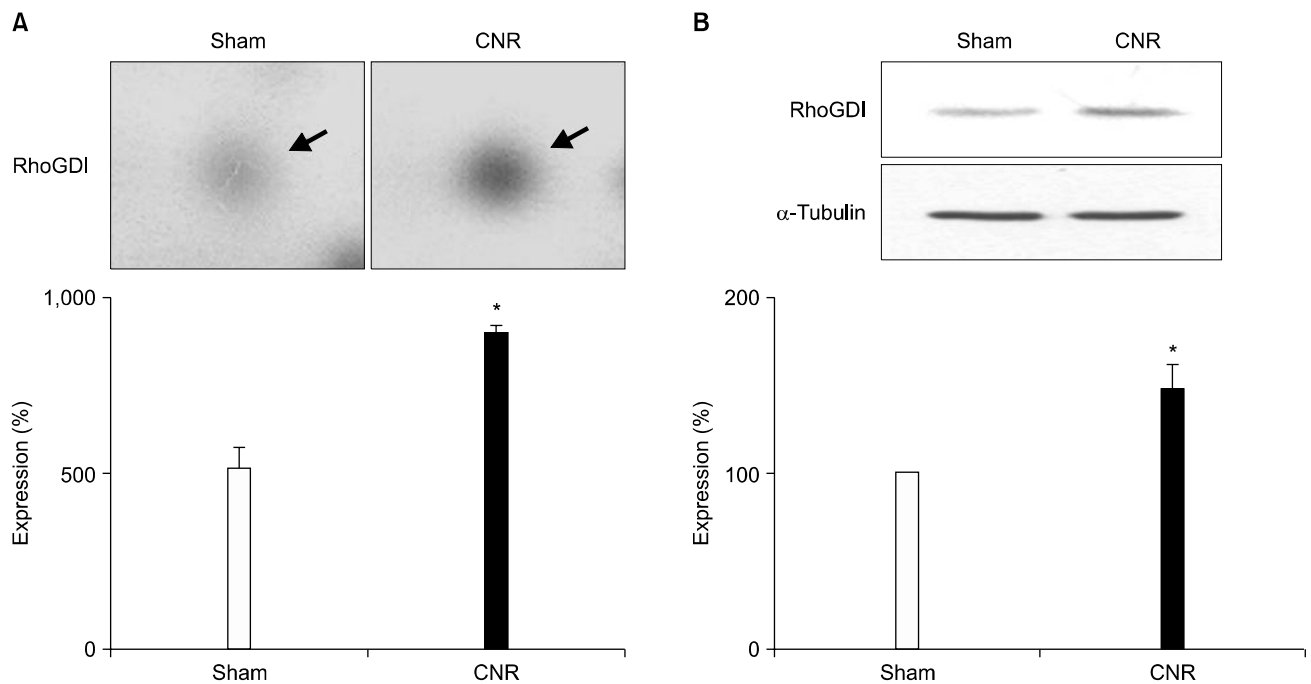 A
Sham CNR
RhoGDI
1,000
*
500
0
Expression (%)
Sham CNR
B
Sham CNR
RhoGDI
α-Tubulin
200
*
100
0
Expression (%)
Sham CNR